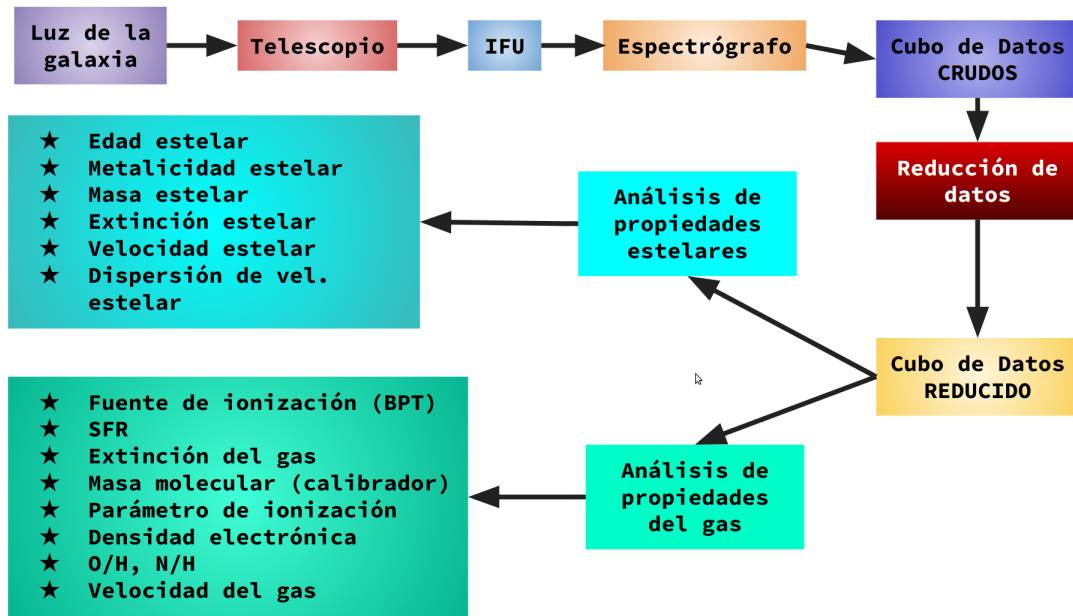 Luz de la
galaxia
Telescopio
IFU
Espectrógrafo
Cubo de Datos
CRUDOS
Reducción de
datos
Cubo de Datos
REDUCIDO
Análisis de
propiedades
estelares
★ Edad estelar
★ Metalicidad estelar
★ Masa estelar
★ Extinción estelar
★ Velocidad estelar
★ Dispersión de vel.
estelar
Análisis de
propiedades
del gas
★ Fuente de ionización (BPT)
★ SFR
★ Extinción del gas
★ Masa molecular (calibrador)
★ Parámetro de ionización
★ Densidad electrónica
★ O/H, N/H
★ Velocidad del gas